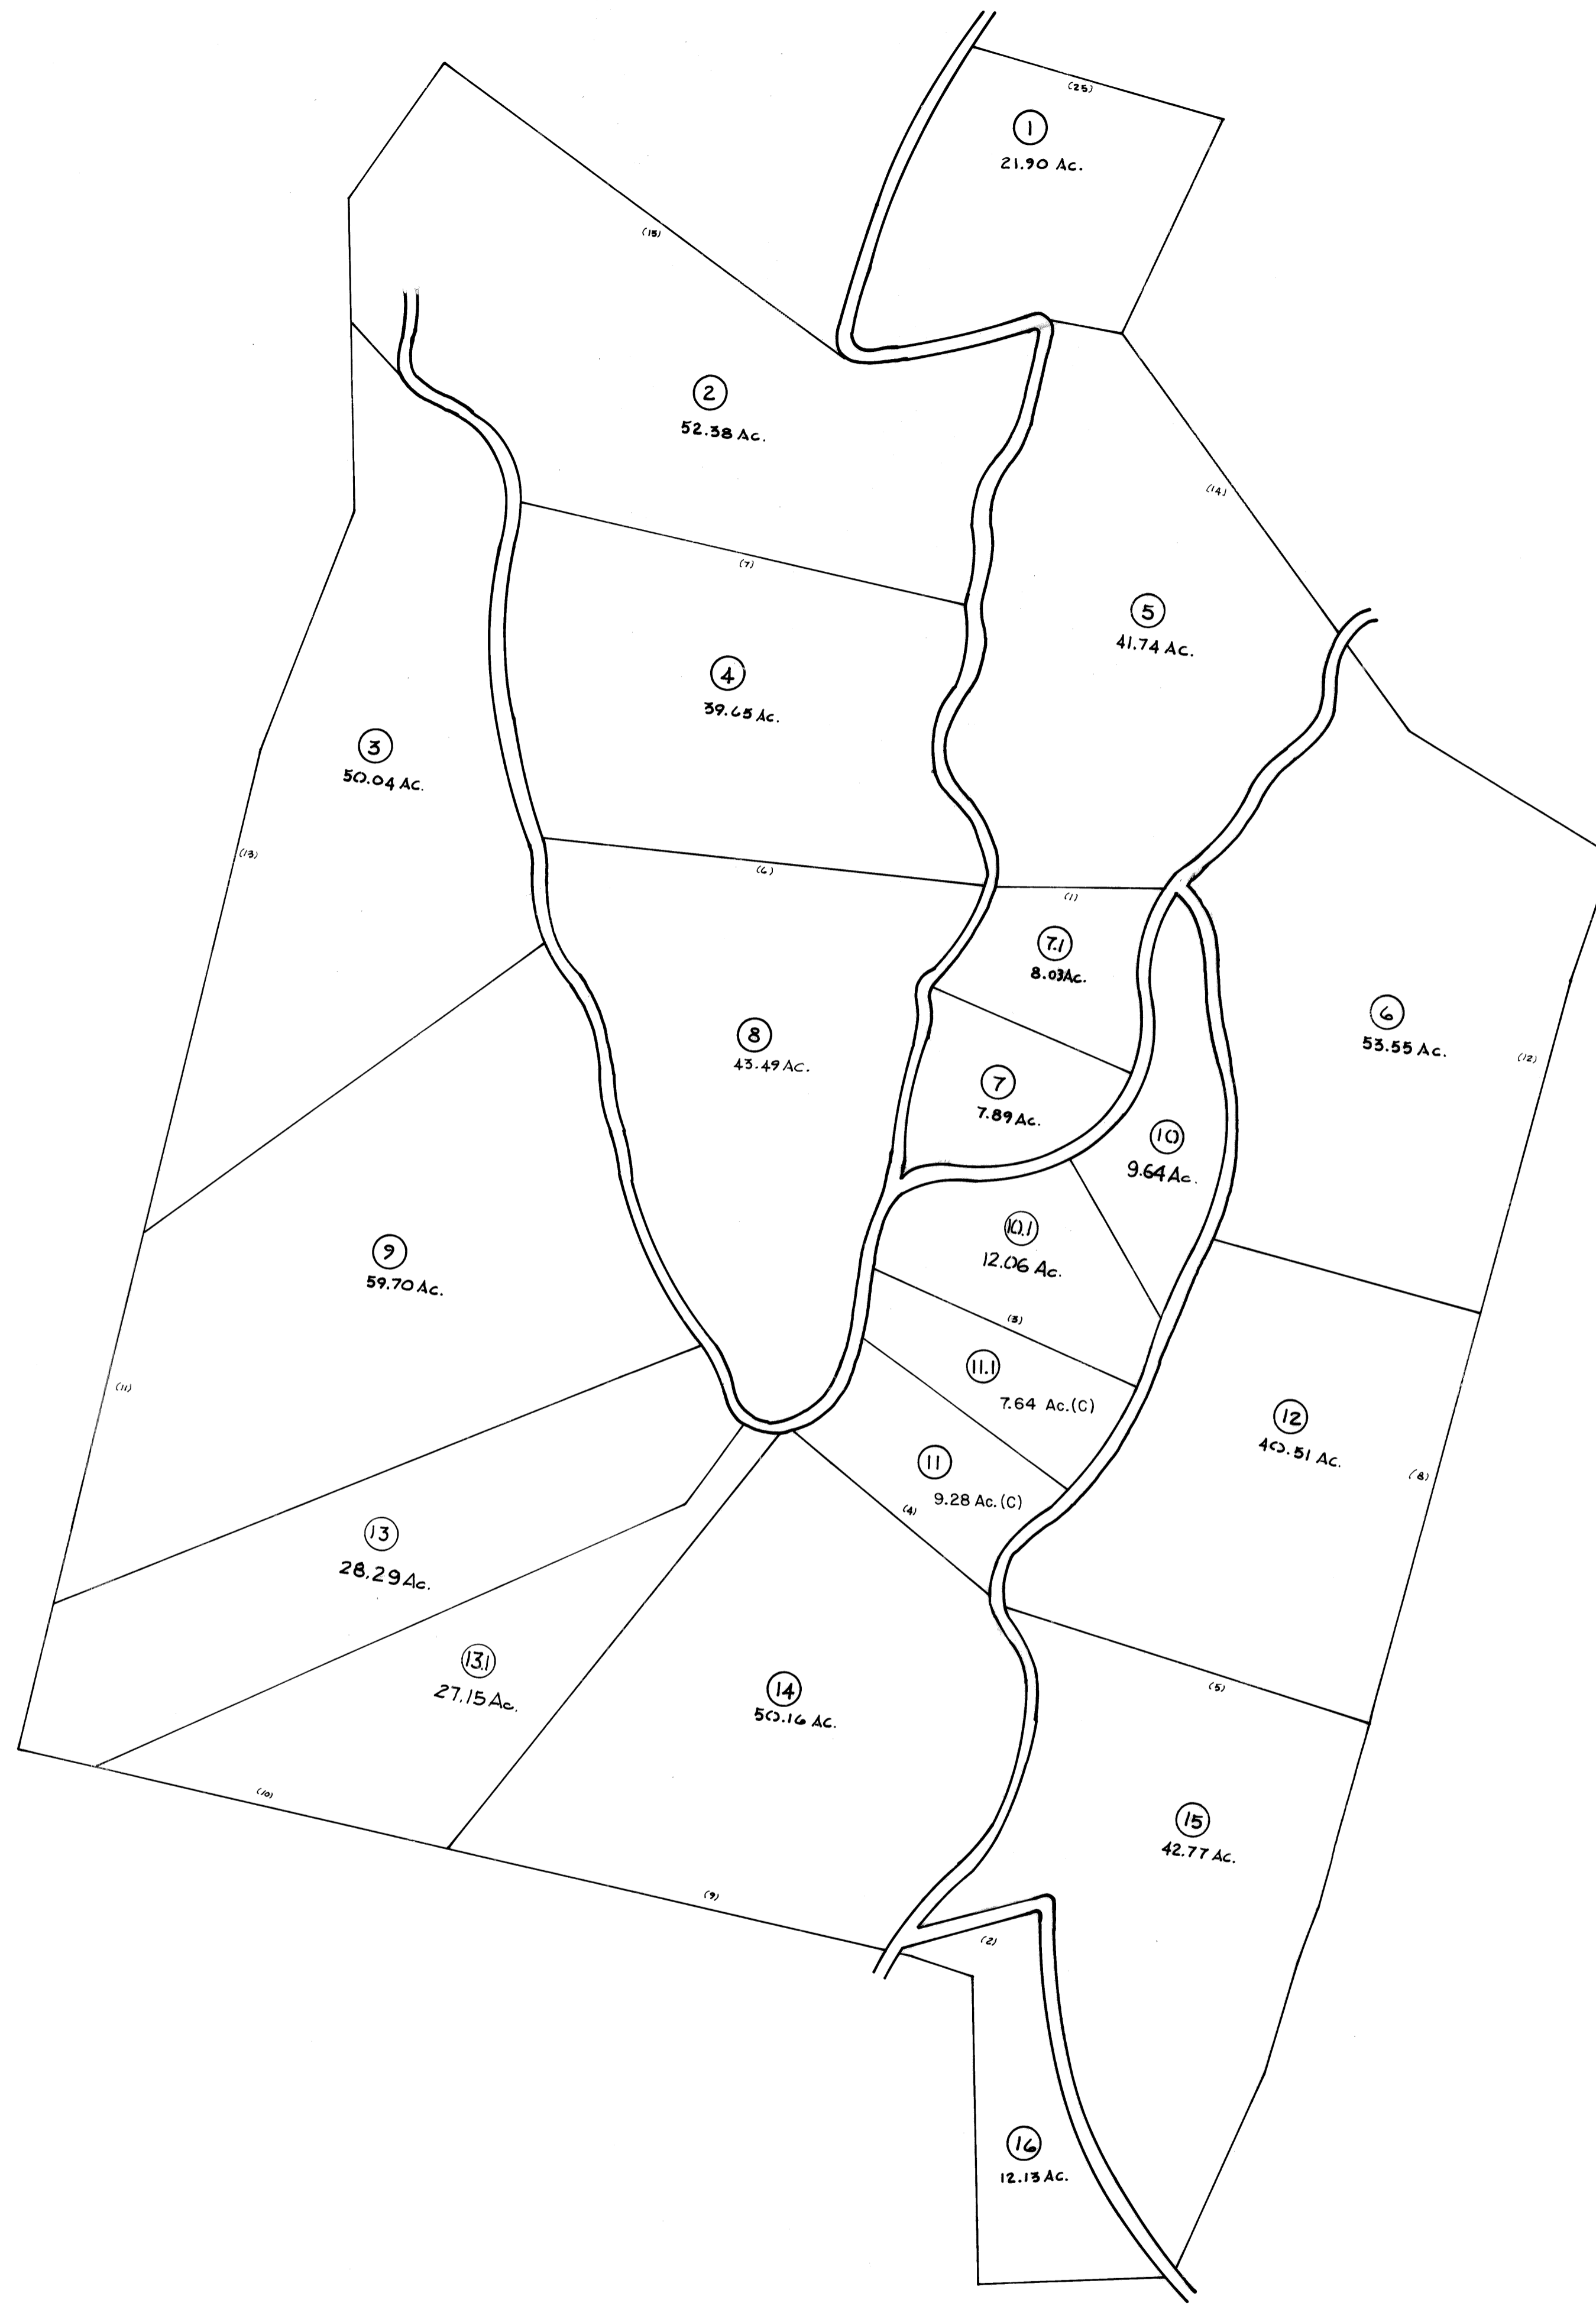 (25)
1
21.90 Ac.
(15)
2
52.38 Ac.
(14)
(7)
5
41.74 Ac.
4
39.65 Ac.
3
50.04 Ac.
(13)
(6)
(1)
7.1
8.03Ac.
6
53.55 Ac.
(12)
8
43.49 AC.
7
7.89 Ac.
10
9.64 Ac.
10.1
12.06 Ac.
9
59.70 Ac.
(3)
11.1
7.64 Ac.(C)
(11)
12
40.51 Ac.
(8)
11
9.28 Ac.(C)
(4)
13
28.29 Ac.
13.1
27.15 Ac.
14
50.16 AC.
(5)
(10)
15
42.77 Ac.
(9)
(2)
16
12.13 AC.